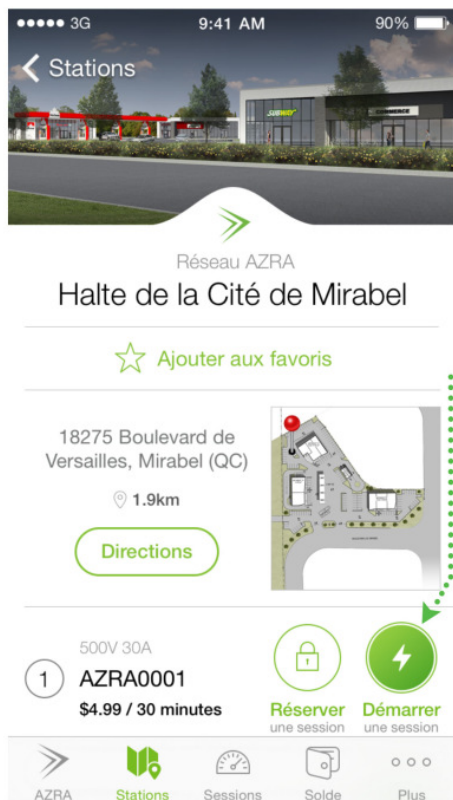 3G 9:41 AM 90%
Stations
SUBWAY
COMMERCE
Réseau AZRA
Halte de la Cité de Mirabel
Ajouter aux favoris
18275 Boulevard de
Versailles, Mirabel (QC)
1.9km
Directions
500V 30A
1 AZRA0001
$4.99 / 30 minutes
Réserver
une session
Démarrer
une session
AZRA Stations Sessions Solde Plus